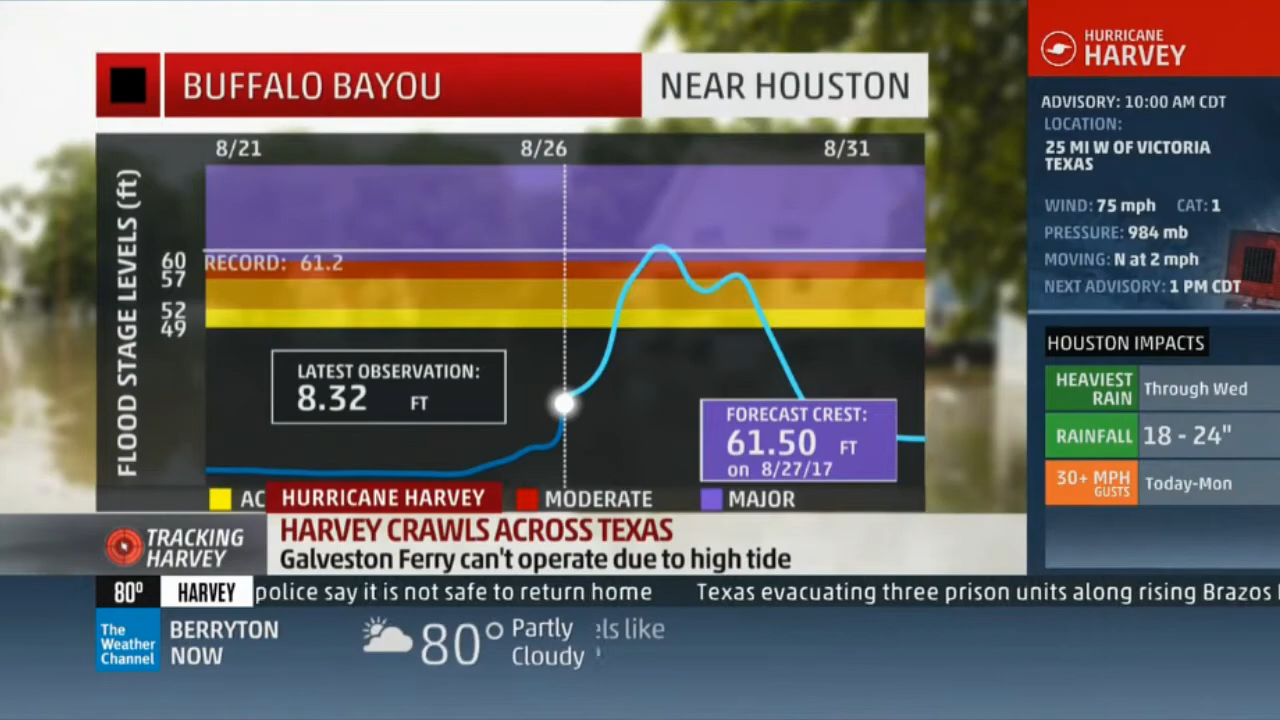 BUFFALO BAYOU
NEAR HOUSTON
8/21 8/26 8/31
FLOOD STAGE LEVELS (ft)
60
57
52
49
RECORD: 61.2
LATEST OBSERVATION:
8.32 FT
FORECAST CREST:
61.50 FT
on 8/27/17
AC
HURRICANE HARVEY
MODERATE
MAJOR
TRACKING
HARVEY
HARVEY CRAWLS ACROSS TEXAS
Galveston Ferry can't operate due to high tide
80° HARVEY police say it is not safe to return home Texas evacuating three prison units along rising Brazos
The
Weather
Channel
BERRYTON
NOW
80° Partly
Cloudy
ls like
HURRICANE
HARVEY
ADVISORY: 10:00 AM CDT
LOCATION:
25 MI W OF VICTORIA
TEXAS
WIND: 75 mph CAT: 1
PRESSURE: 984 mb
MOVING: N at 2 mph
NEXT ADVISORY: 1 PM CDT
HOUSTON IMPACTS
HEAVIEST
RAIN
Through Wed
RAINFALL 18 - 24"
30+ MPH
GUSTS
Today-Mon